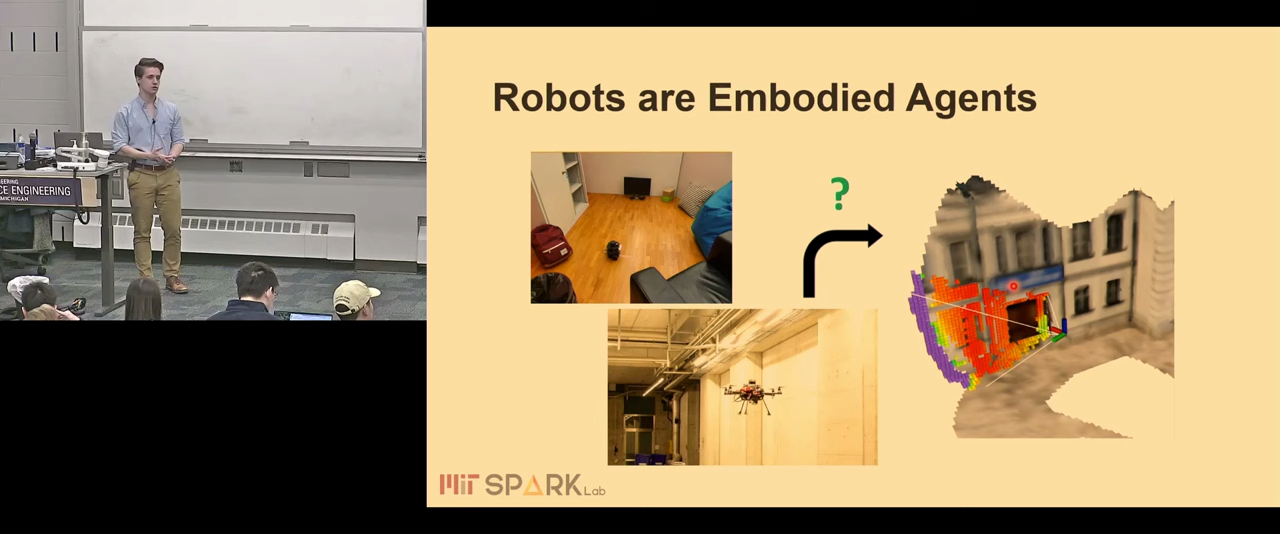 CE ENGINEERING
MICHIGAN
Robots are Embodied Agents
?
MIT SPARK Lab